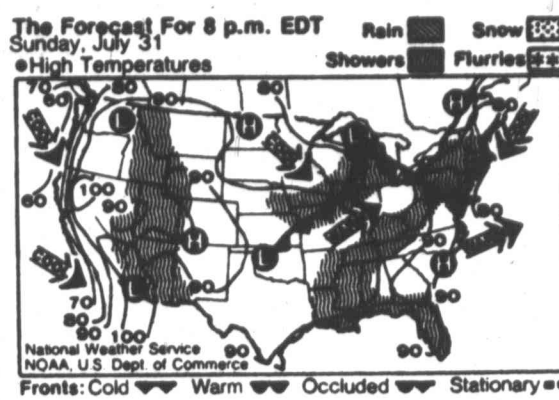 The Forecast For 8 p.m. EDT
Rain
Snow
Sunday, July 31
Showers
Flurries
High Temperatures
70
60
80
90
80
H
80
L
H
L
100
90
90
60
90
H
90
L
H
L
90
90
70
80
90
100
90
90
National Weather Service
NOAA, U.S. Dept. of Commerce
Fronts: Cold
Warm
Occluded
Stationary